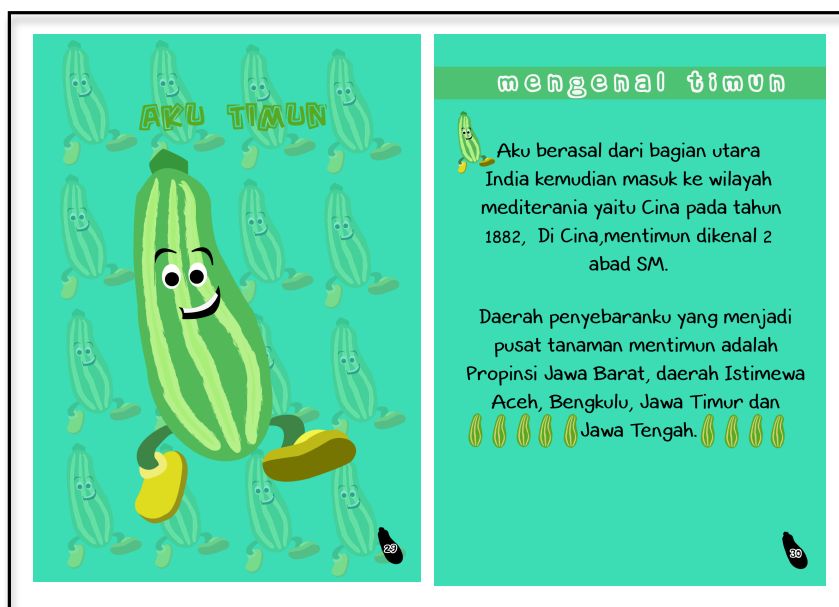 AKU TIMUN
29
mengenal timun
Aku berasal dari bagian utara
India kemudian masuk ke wilayah
mediterania yaitu Cina pada tahun
1882, Di Cina,mentimun dikenal 2
abad SM.
Daerah penyebaranku yang menjadi
pusat tanaman mentimun adalah
Propinsi Jawa Barat, daerah Istimewa
Aceh, Bengkulu, Jawa Timur dan
Jawa Tengah.
30